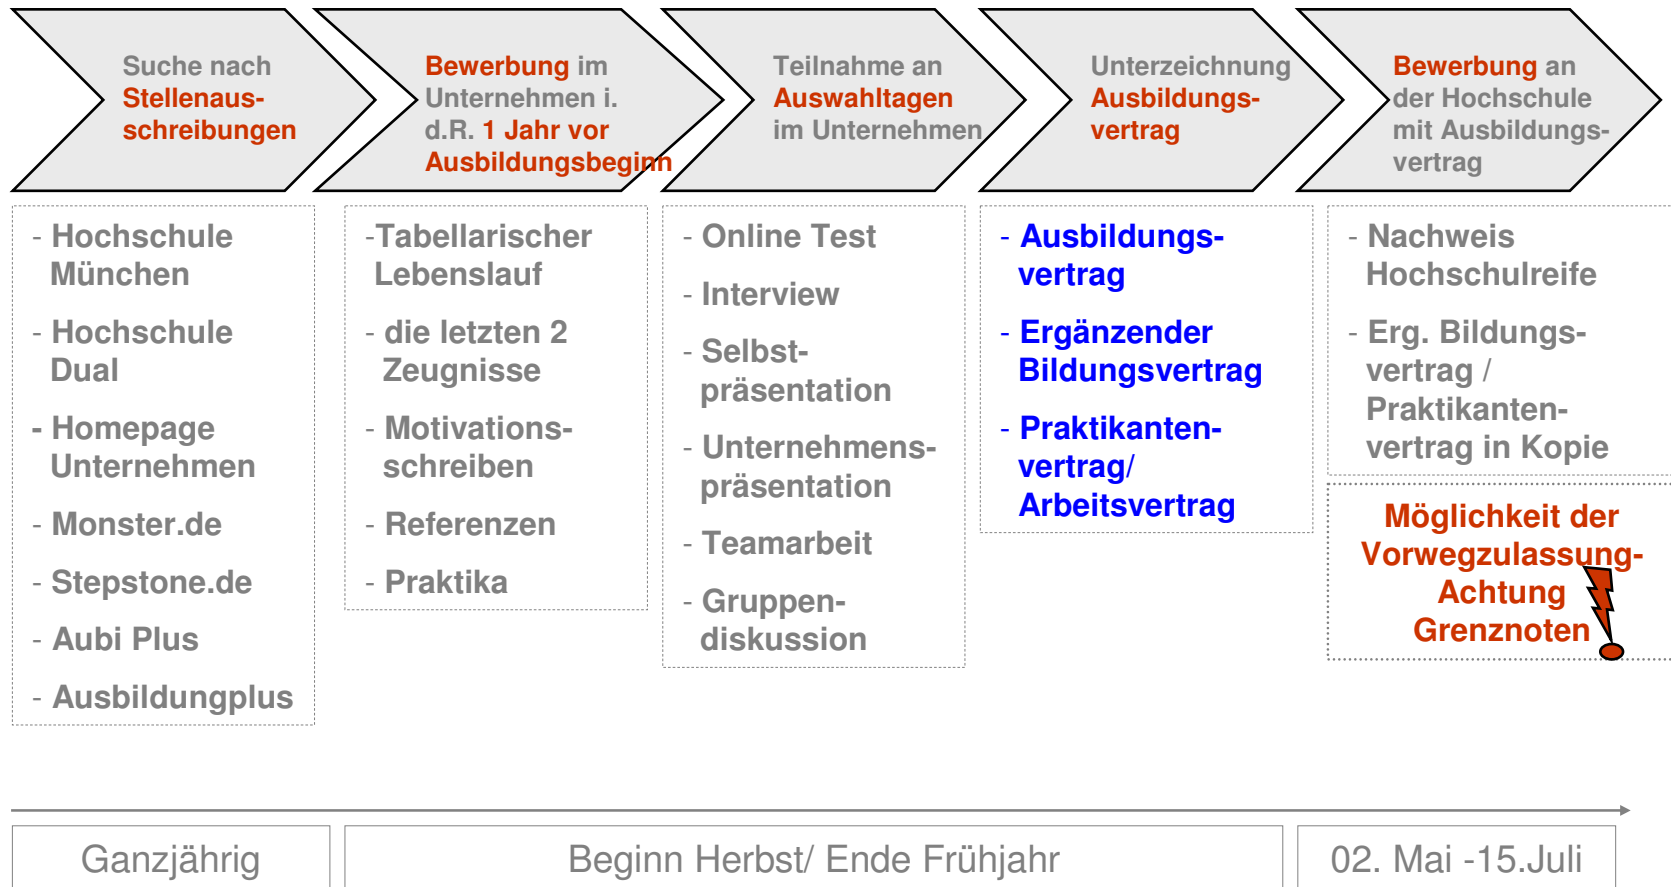 Suche nach
Stellenaus-
schreibungen
Bewerbung im
Unternehmen i.
d.R. 1 Jahr vor
Ausbildungsbeginn
Teilnahme an
Auswahltagen
im Unternehmen
Unterzeichnung
Ausbildungs-
vertrag
Bewerbung an
der Hochschule
mit Ausbildungs-
vertrag
- Hochschule
München
- Hochschule
Dual
- Homepage
Unternehmen
- Monster.de
- Stepstone.de
- Aubi Plus
- Ausbildungplus
-Tabellarischer
Lebenslauf
- die letzten 2
Zeugnisse
- Motivations-
schreiben
- Referenzen
- Praktika
- Online Test
- Interview
- Selbst-
präsentation
- Unternehmens-
präsentation
- Teamarbeit
- Gruppen-
diskussion
- Ausbildungs-
vertrag
- Ergänzender
Bildungsvertrag
- Praktikanten-
vertrag/
Arbeitsvertrag
- Nachweis
Hochschulreife
- Erg. Bildungs-
vertrag /
Praktikanten-
vertrag in Kopie
Möglichkeit der
Vorwegzulassung-
Achtung
Grenznoten
Ganzjährig
Beginn Herbst/ Ende Frühjahr
02. Mai -15.Juli